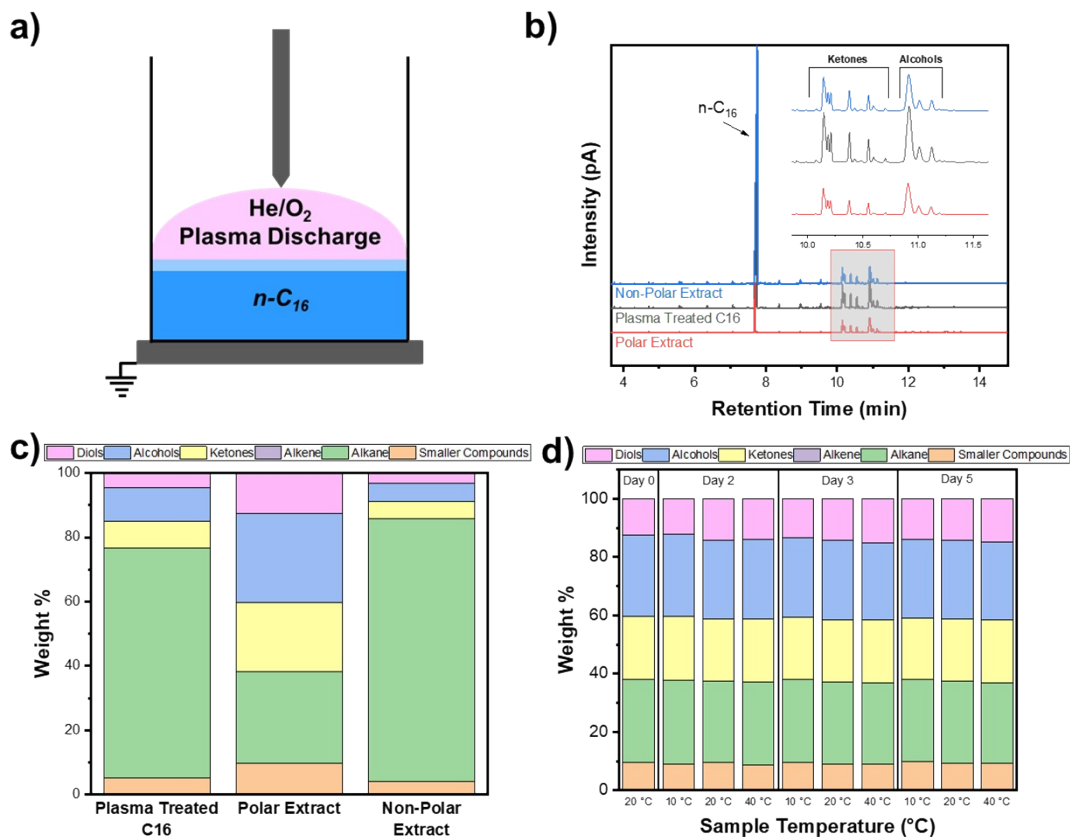 a)
He/O2
Plasma Discharge
n-C16
b)
Intensity (pA)
n-C16
Ketones
Alcohols
10.0 10.5 11.0 11.5
Non-Polar Extract
Plasma Treated C16
Polar Extract
4 6 8 10 12 14
Retention Time (min)
c)
Diols Alcohols Ketones Alkene Alkane Smaller Compounds
Weight %
100
80
60
40
20
0
Plasma Treated
C16
Polar Extract
Non-Polar
Extract
d)
Diols Alcohols Ketones Alkene Alkane Smaller Compounds
Day 0 Day 2 Day 3 Day 5
Weight %
100
80
60
40
20
0
20 °C 10 °C 20 °C 40 °C 10 °C 20 °C 40 °C 10 °C 20 °C 40 °C
Sample Temperature (°C)